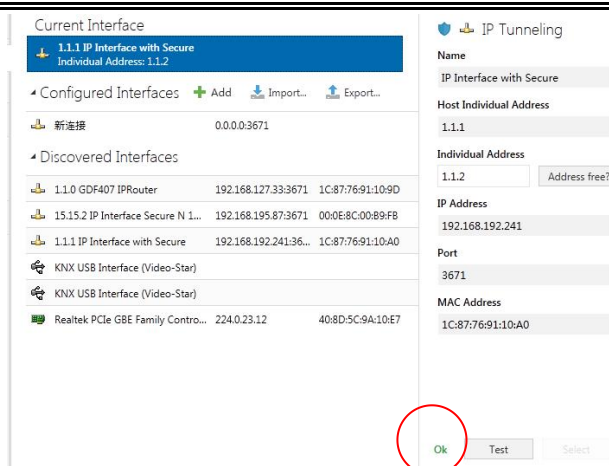 Current Interface
1.1.1 IP Interface with Secure
Individual Address: 1.1.2
Configured Interfaces Add Import... Export...
新连接 0.0.0.0:3671
Discovered Interfaces
1.1.0 GDF407 IPRouter 192.168.127.33:3671 1C:87:76:91:10:9D
15.15.2 IP Interface Secure N 1... 192.168.195.87:3671 00:0E:8C:00:B9:FB
1.1.1 IP Interface with Secure 192.168.192.241:36... 1C:87:76:91:10:A0
KNX USB Interface (Video-Star)
KNX USB Interface (Video-Star)
Realtek PCIe GBE Family Contro... 224.0.23.12 40:8D:5C:9A:10:E7
IP Tunneling
Name
IP Interface with Secure
Host Individual Address
1.1.1
Individual Address
1.1.2 Address free?
IP Address
192.168.192.241
Port
3671
MAC Address
1C:87:76:91:10:A0
Ok Test Select